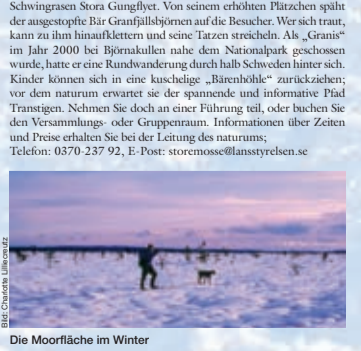 Schwingrasen Stora Gungflyet. Von seinem erhöhten Plätzchen späht
der ausgestopfte Bär Granfjällsbjörnen auf die Besucher. Wer sich traut,
kann zu ihm hinaufklettern und seine Tatzen streicheln. Als „Granis“
im Jahr 2000 bei Björnakullen nahe dem Nationalpark geschossen
wurde, hatte er eine Rundwanderung durch halb Schweden hinter sich.
Kinder können sich in eine kuschelige „Bärenhöhle“ zurückziehen;
vor dem naturum erwartet sie der spannende und informative Pfad
Transtigen. Nehmen Sie doch an einer Führung teil, oder buchen Sie
den Versammlungs- oder Gruppenraum. Informationen über Zeiten
und Preise erhalten Sie bei der Leitung des naturums;
Telefon: 0370-237 92, E-Post: storemosse@lansstyrelsen.se
Bild: Charlotte Lilliecreutz
Die Moorfläche im Winter